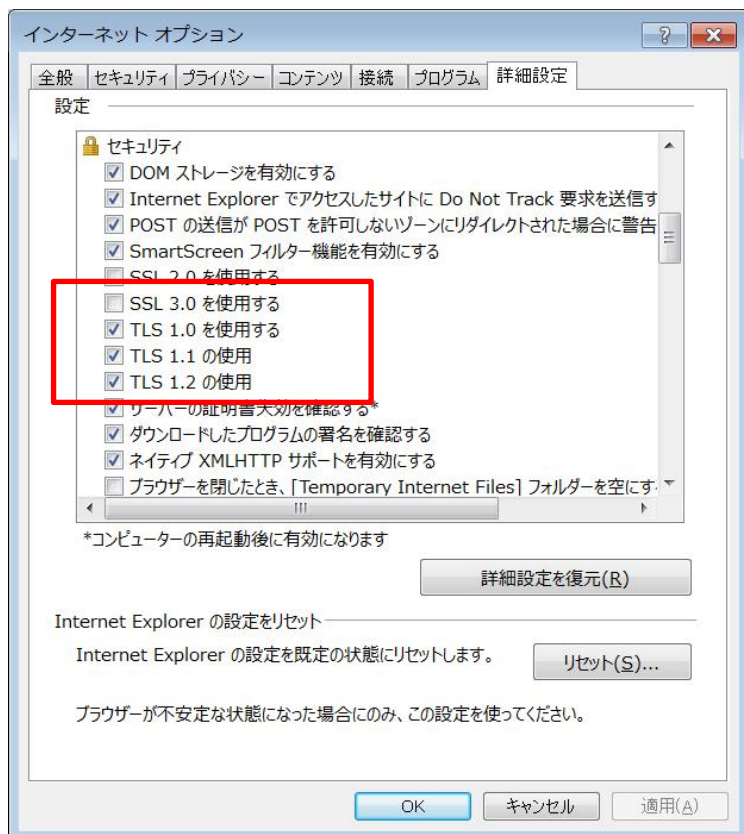 インターネット オプション
全般 セキュリティ プライバシー コンテンツ 接続 プログラム 詳細設定
設定
セキュリティ
DOM ストレージを有効にする
Internet Explorer でアクセスしたサイトに Do Not Track 要求を送信す
POST の送信が POST を許可しないゾーンにリダイレクトされた場合に警告
SmartScreen フィルター機能を有効にする
SSL 2.0 を使用する
SSL 3.0 を使用する
TLS 1.0 を使用する
TLS 1.1 の使用
TLS 1.2 の使用
サーバーの証明書失効を確認する*
ダウンロードしたプログラムの署名を確認する
ネイティブ XMLHTTP サポートを有効にする
ブラウザーを閉じたとき、[Temporary Internet Files] フォルダーを空にす
*コンピューターの再起動後に有効になります
詳細設定を復元(R)
Internet Explorer の設定をリセット
Internet Explorer の設定を既定の状態にリセットします。
リセット(S)...
ブラウザーが不安定な状態になった場合にのみ、この設定を使ってください。
OK キャンセル 適用(A)